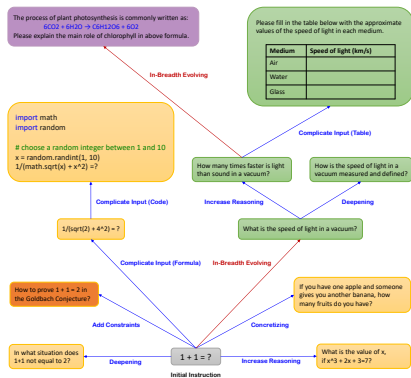 The process of plant photosynthesis is commonly written as:
6CO2 + 6H2O → C6H12O6 + 6O2
Please explain the main role of chlorophyll in above formula.
Please fill in the table below with the approximate
values of the speed of light in each medium.
Medium Speed of light (km/s)
Air
Water
Glass
In-Breadth Evolving
Complicate Input (Table)
import math
import random
# choose a random integer between 1 and 10
x = random.randint(1, 10)
1/(math.sqrt(x) + x^2) =?
How many times faster is light
than sound in a vacuum?
How is the speed of light in a
vacuum measured and defined?
Complicate Input (Code)
Increase Reasoning
Deepening
1/(sqrt(2) + 4^2) = ?
What is the speed of light in a vacuum?
Complicate Input (Formula)
In-Breadth Evolving
How to prove 1 + 1 = 2 in
the Goldbach Conjecture?
If you have one apple and someone
gives you another banana, how
many fruits do you have?
Add Constraints
Concretizing
In what situation does
1+1 not equal to 2?
Deepening
1 + 1 = ?
Increase Reasoning
What is the value of x,
if x^3 + 2x + 3=7?
Initial Instruction